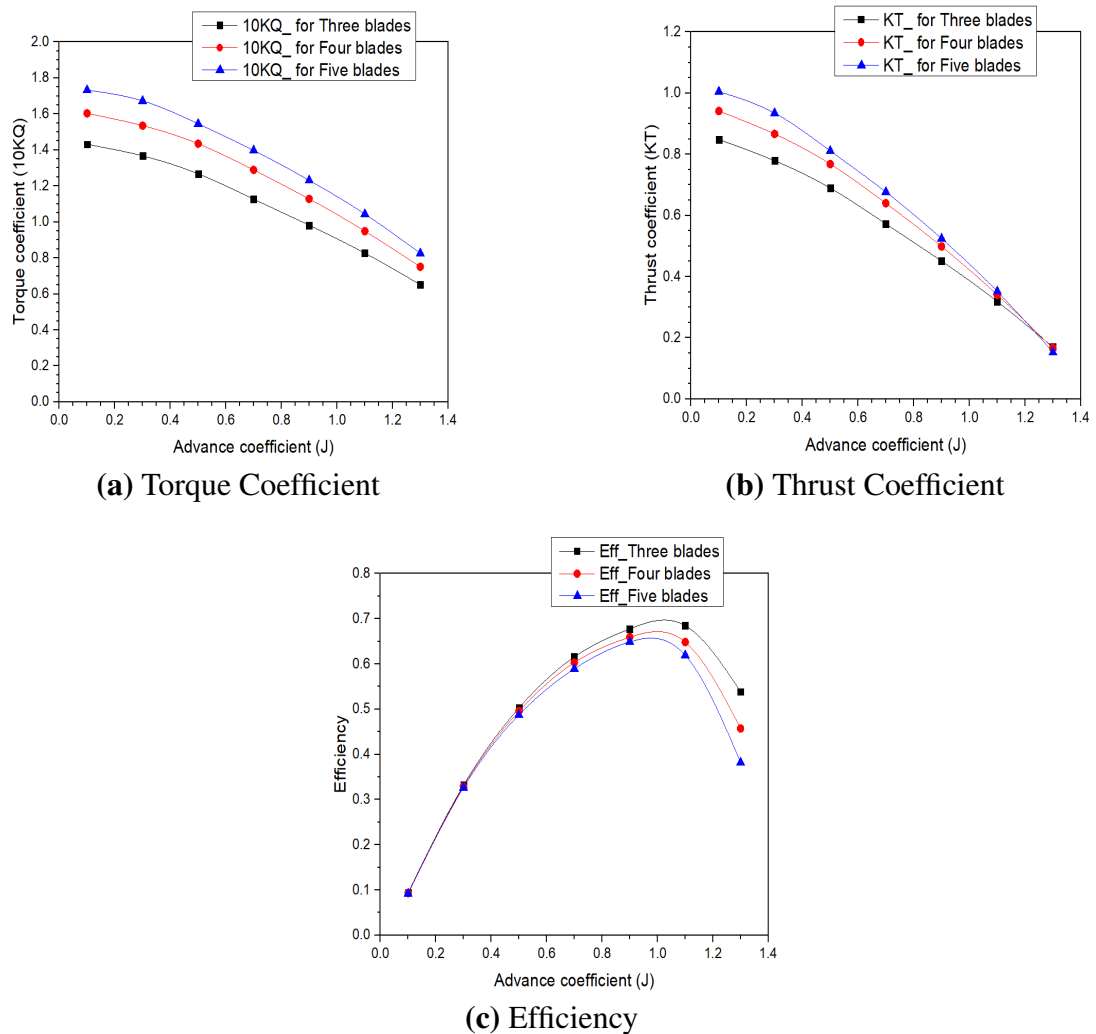 10KQ_ for Three blades
10KQ_ for Four blades
10KQ_ for Five blades
2.0
1.8
1.6
1.4
1.2
1.0
0.8
0.6
0.4
0.2
0.0
Torque coefficient (10KQ)
0.0 0.2 0.4 0.6 0.8 1.0 1.2 1.4
Advance coefficient (J)
(a) Torque Coefficient
KT_ for Three blades
KT_ for Four blades
KT_ for Five blades
1.2
1.0
0.8
0.6
0.4
0.2
0.0
Thrust coefficient (KT)
0.0 0.2 0.4 0.6 0.8 1.0 1.2 1.4
Advance coefficient (J)
(b) Thrust Coefficient
Eff_Three blades
Eff_Four blades
Eff_Five blades
0.8
0.7
0.6
0.5
0.4
0.3
0.2
0.1
0.0
Efficiency
0.0 0.2 0.4 0.6 0.8 1.0 1.2 1.4
Advance coefficient (J)
(c) Efficiency